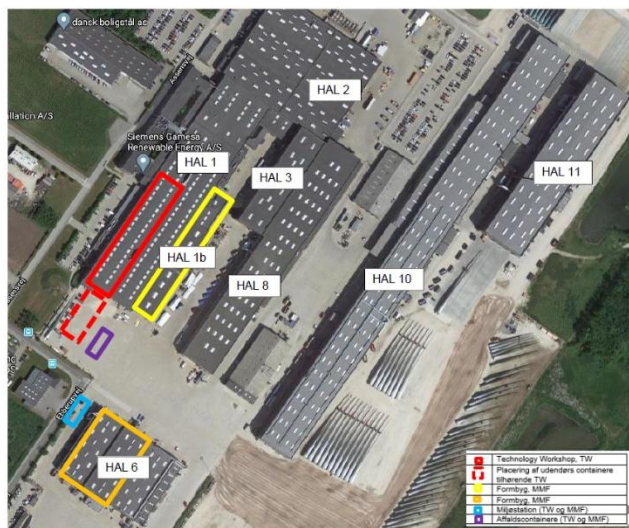 dansk boligstål as
HAL 2
Siemens Gamesa
Renewable Energy A/S
HAL 1
HAL 3
HAL 11
HAL 1b
HAL 8
HAL 10
HAL 6
Technology Workshop, TW
Placering af udendørs containere
tilhørende TW
Formbyg, MMF
Formbyg, MMF
Miljøstation (TW og MMF)
Affaldscontainere (TW og MMF)